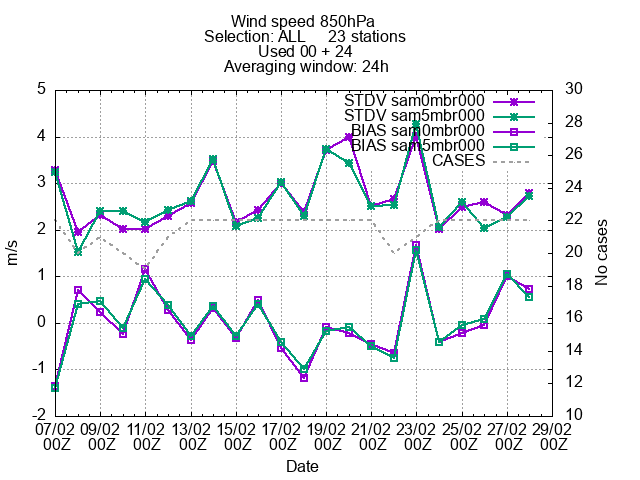 Wind speed 850hPa
Selection: ALL 23 stations
Used 00 + 24
Averaging window: 24h
STDV sam0mbr000
STDV sam5mbr000
BIAS sam0mbr000
BIAS sam5mbr000
CASES
5
4
3
2
1
0
-1
-2
m/s
30
28
26
24
22
20
18
16
14
12
10
No cases
07/02 09/02 11/02 13/02 15/02 17/02 19/02 21/02 23/02 25/02 27/02 29/02
00Z 00Z 00Z 00Z 00Z 00Z 00Z 00Z 00Z 00Z 00Z 00Z
Date